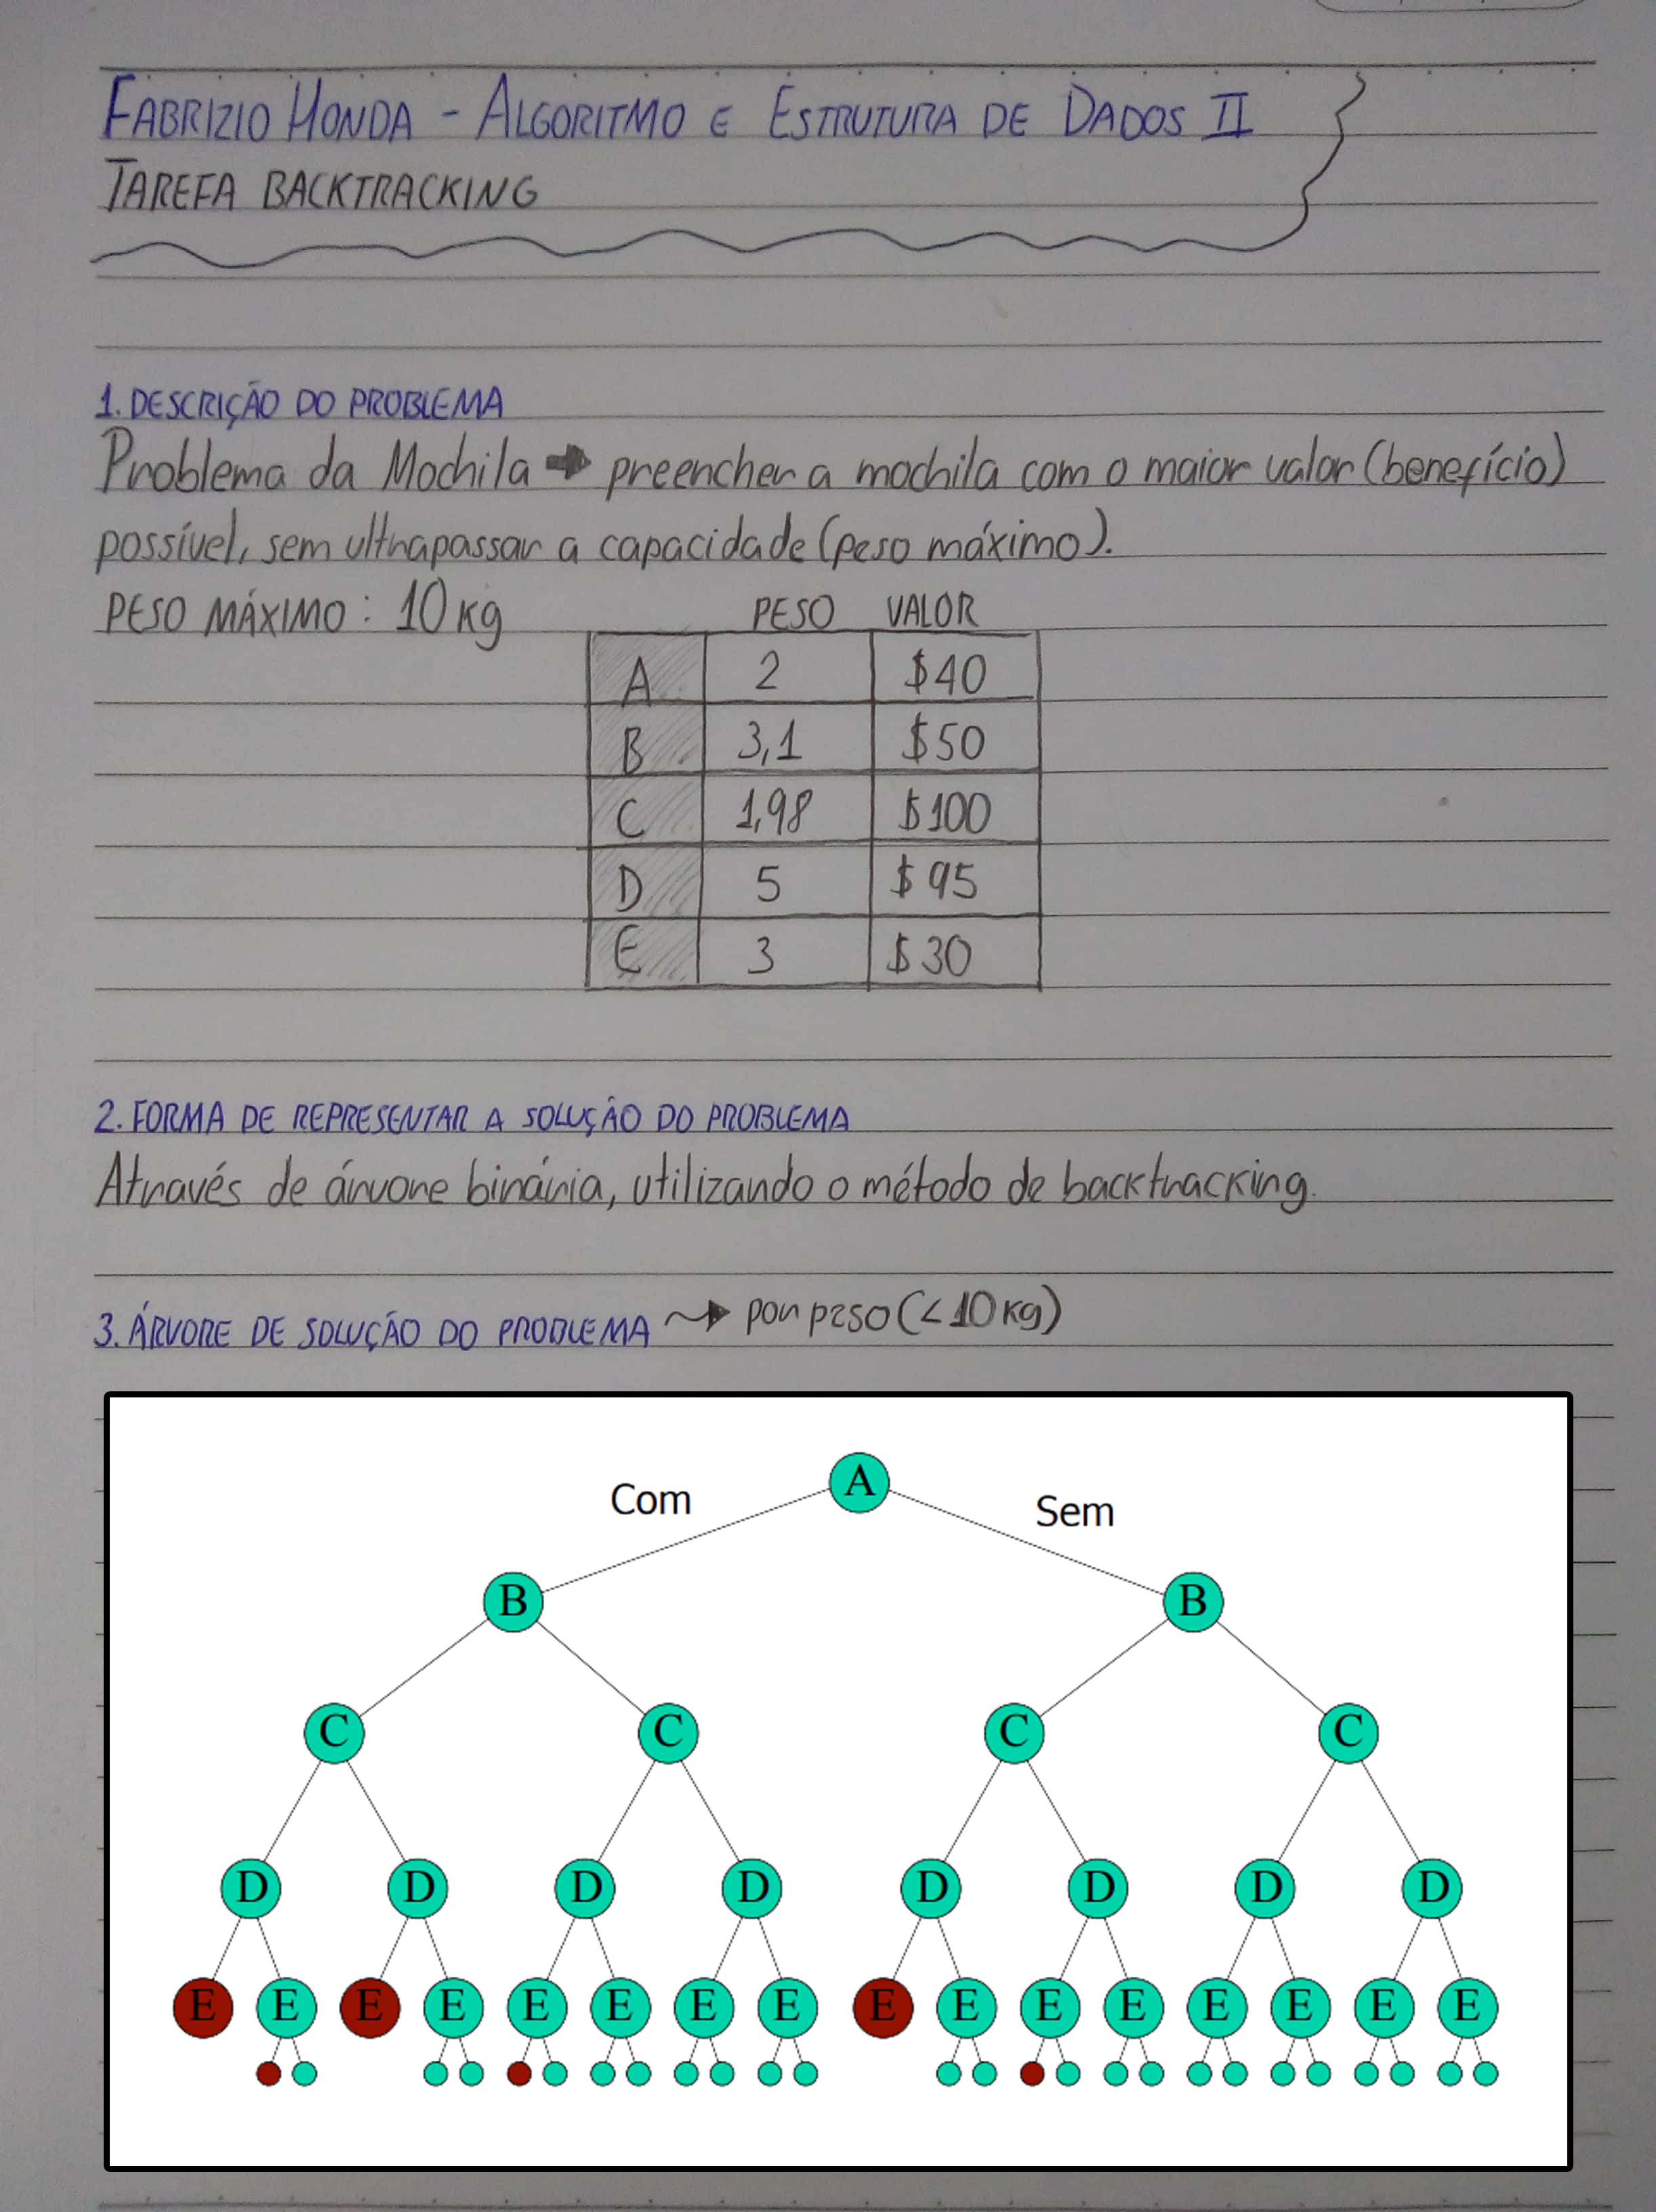 FABRIZIO HONDA - ALGORITMO E ESTRUTURA DE DADOS II
TAREFA BACKTRACKING
1. DESCRIÇÃO DO PROBLEMA
Problema da Mochila → preencher a mochila com o maior valor (benefício)
possível, sem ultrapassar a capacidade (peso máximo).
PESO MÁXIMO: 10 kg
PESO VALOR
A 2 $40
B 3,1 $50
C 1,98 $100
D 5 $95
E 3 $30
2. FORMA DE REPRESENTAR A SOLUÇÃO DO PROBLEMA
Através de árvore binária, utilizando o método de backtracking.
3. ÁRVORE DE SOLUÇÃO DO PROBLEMA → por peso (< 10 kg)
A
Com Sem
B B
C C C C
D D D D D D D D
E E E E E E E E E E E E E E E E